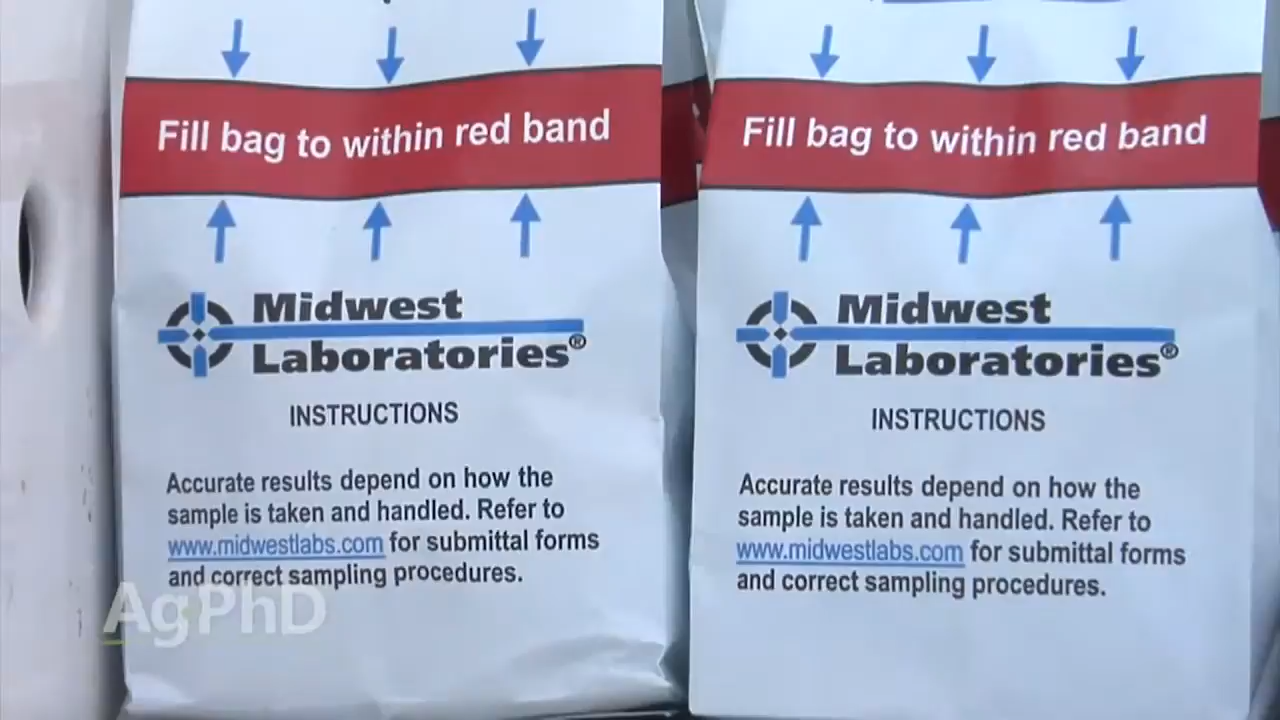 Fill bag to within red band
Midwest
Laboratories®
INSTRUCTIONS
Accurate results depend on how the
sample is taken and handled. Refer to
www.midwestlabs.com for submittal forms
and correct sampling procedures.
Fill bag to within red band
Midwest
Laboratories®
INSTRUCTIONS
Accurate results depend on how the
sample is taken and handled. Refer to
www.midwestlabs.com for submittal forms
and correct sampling procedures.
AgPhD